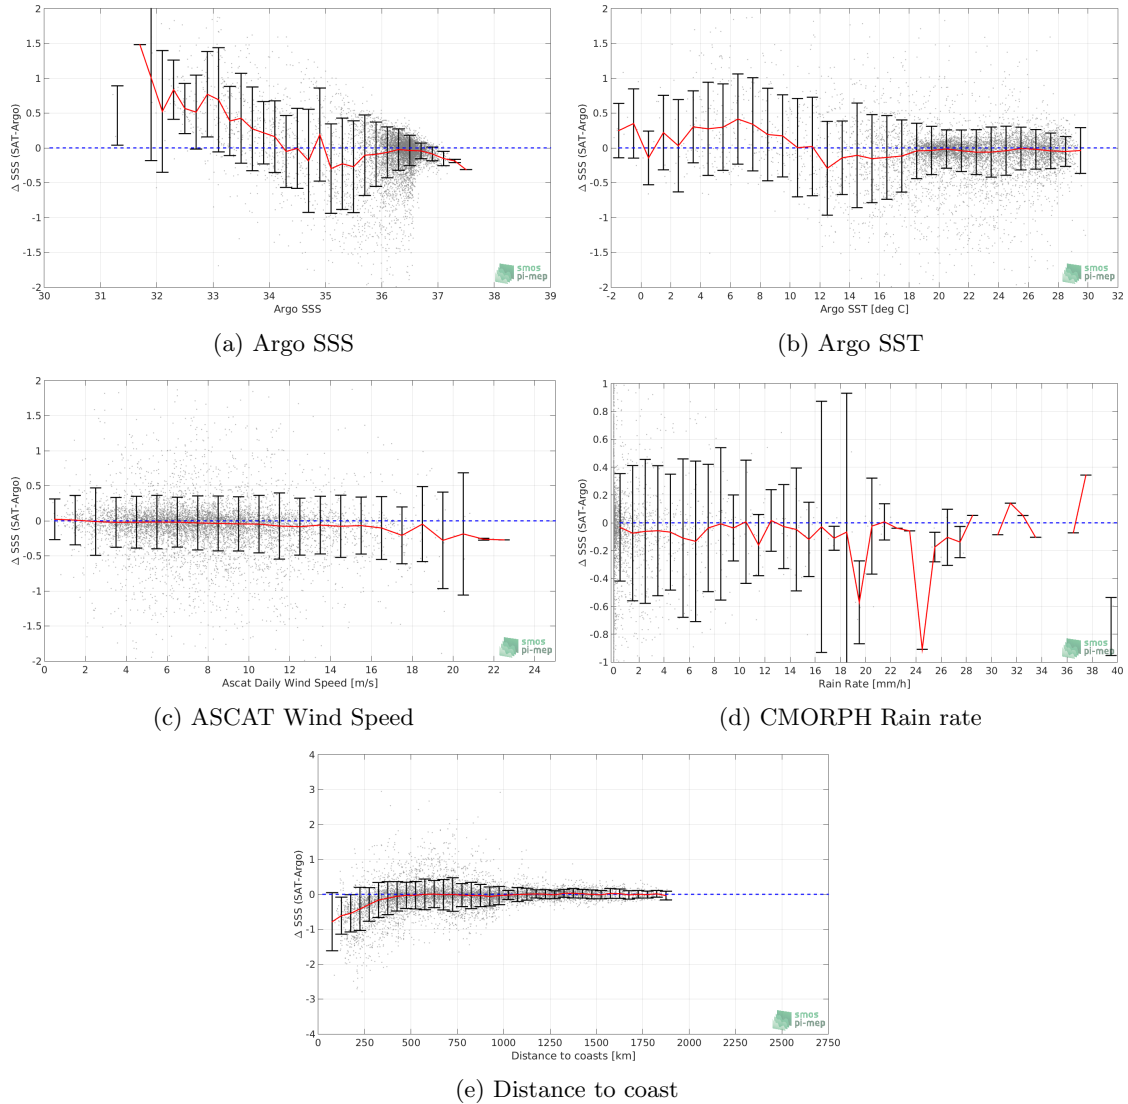 2
1.5
1
0.5
0
-0.5
-1
-1.5
-2
Δ SSS (SAT-Argo)
30 31 32 33 34 35 36 37 38 39
Argo SSS
smos
pi-mep
(a) Argo SSS
2
1.5
1
0.5
0
-0.5
-1
-1.5
-2
Δ SSS (SAT-Argo)
-2 0 2 4 6 8 10 12 14 16 18 20 22 24 26 28 30 32
Argo SST [deg C]
smos
pi-mep
(b) Argo SST
2
1.5
1
0.5
0
-0.5
-1
-1.5
-2
Δ SSS (SAT-Argo)
0 2 4 6 8 10 12 14 16 18 20 22 24
Ascat Daily Wind Speed [m/s]
smos
pi-mep
(c) ASCAT Wind Speed
1
0.8
0.6
0.4
0.2
0
-0.2
-0.4
-0.6
-0.8
-1
Δ SSS (SAT-Argo)
0 2 4 6 8 10 12 14 16 18 20 22 24 26 28 30 32 34 36 38 40
Rain Rate [mm/h]
smos
pi-mep
(d) CMORPH Rain rate
4
3
2
1
0
-1
-2
-3
-4
Δ SSS (SAT-Argo)
0 250 500 750 1000 1250 1500 1750 2000 2250 2500 2750
Distance to coasts [km]
smos
pi-mep
(e) Distance to coast